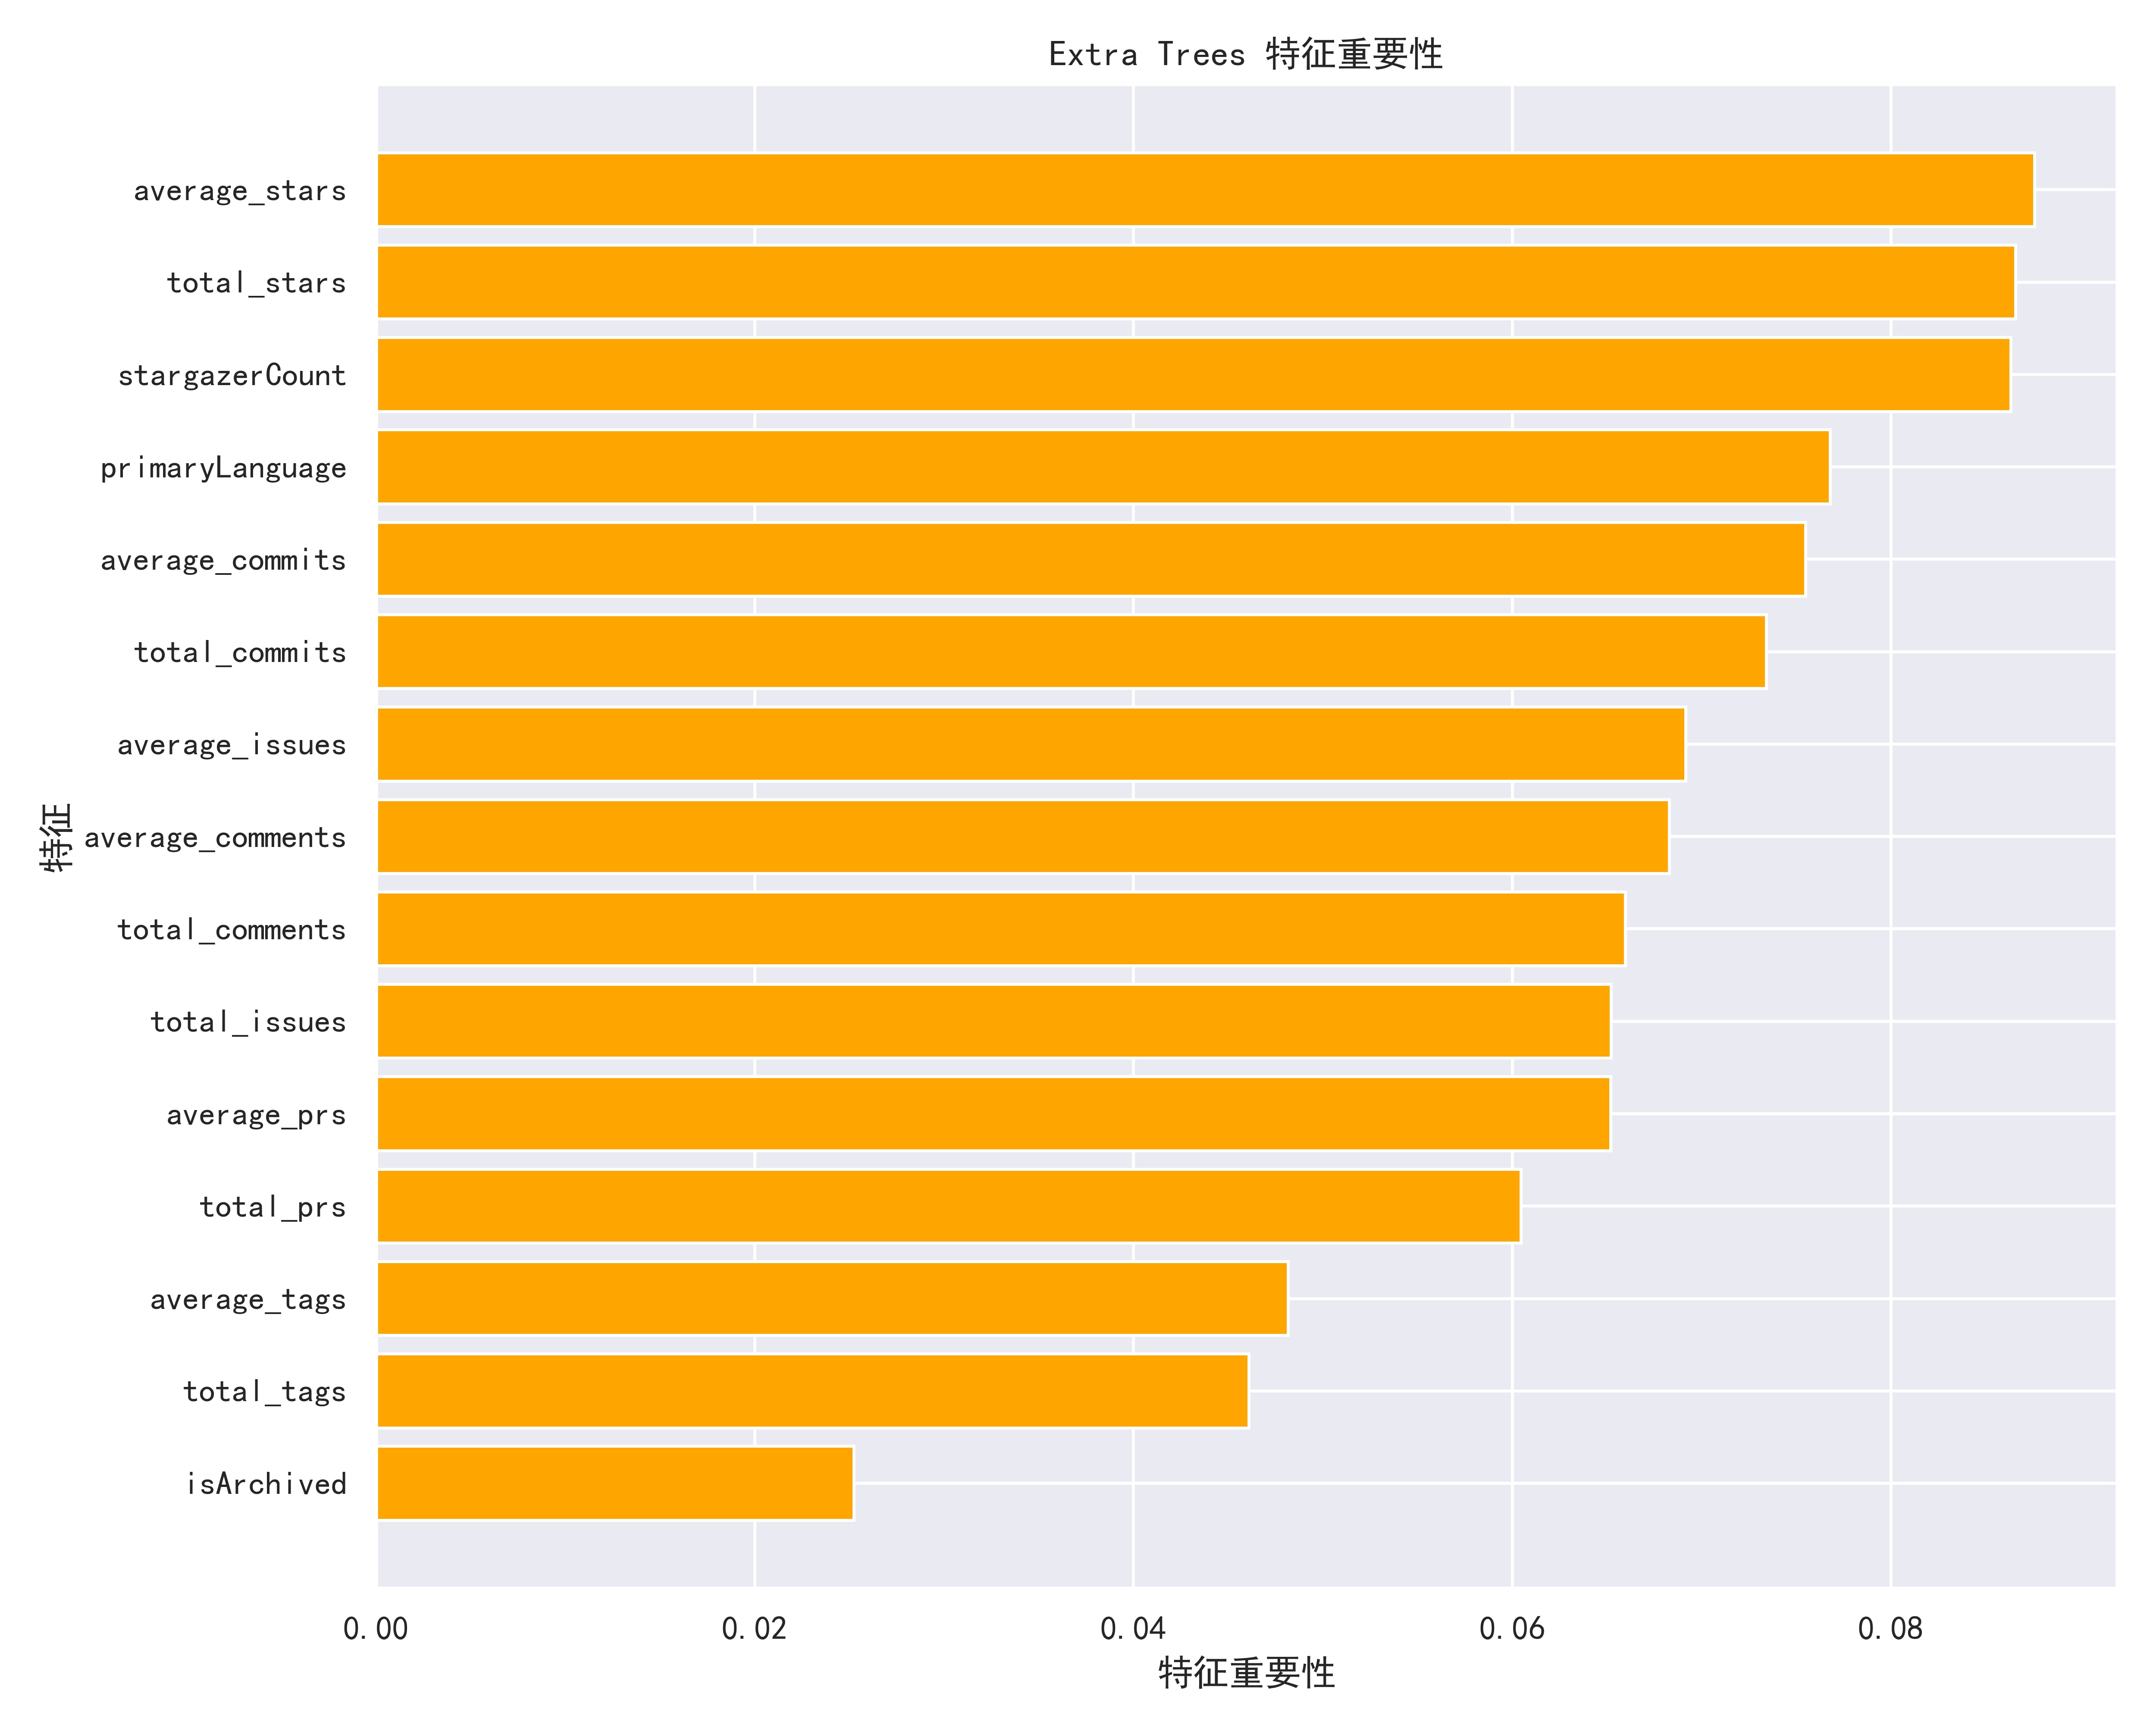 Extra Trees 特征重要性
average_stars
total_stars
stargazerCount
primaryLanguage
average_commits
total_commits
average_issues
average_comments
total_comments
total_issues
average_prs
total_prs
average_tags
total_tags
isArchived
特征
0.00 0.02 0.04 0.06 0.08
特征重要性